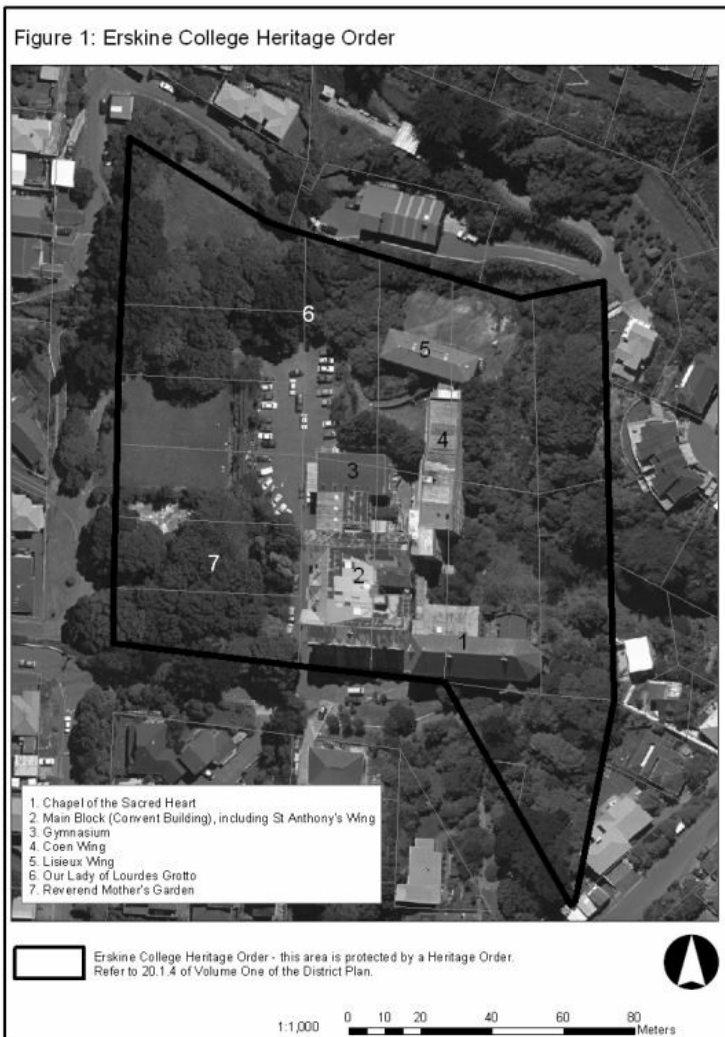 Figure 1: Erskine College Heritage Order
6
5
4
3
7
2
1
1. Chapel of the Sacred Heart
2. Main Block (Convent Building), including St Anthony's Wing
3. Gymnasium
4. Coen Wing
5. Lisieux Wing
6. Our Lady of Lourdes Grotto
7. Reverend Mother's Garden
Erskine College Heritage Order - this area is protected by a Heritage Order.
Refer to 20.1.4 of Volume One of the District Plan.
1:1,000
0 10 20 40 60 80
Meters